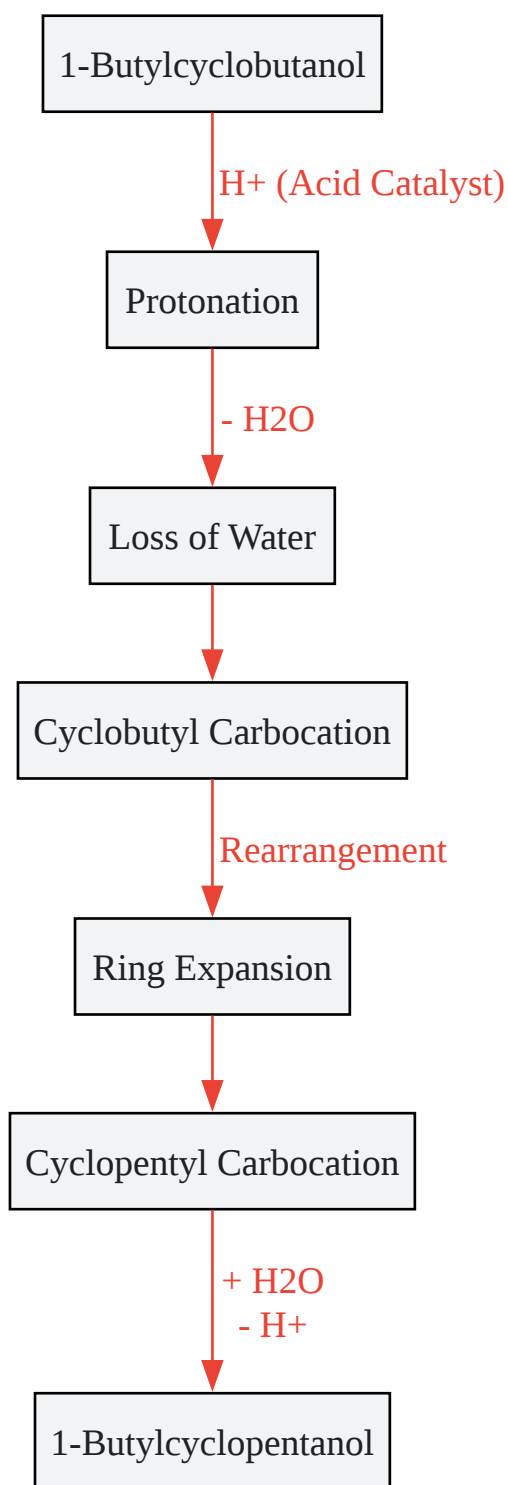 1-Butylcyclobutanol
H+ (Acid Catalyst)
Protonation
- H2O
Loss of Water
Cyclobutyl Carbocation
Rearrangement
Ring Expansion
Cyclopentyl Carbocation
+ H2O
- H+
1-Butylcyclopentanol